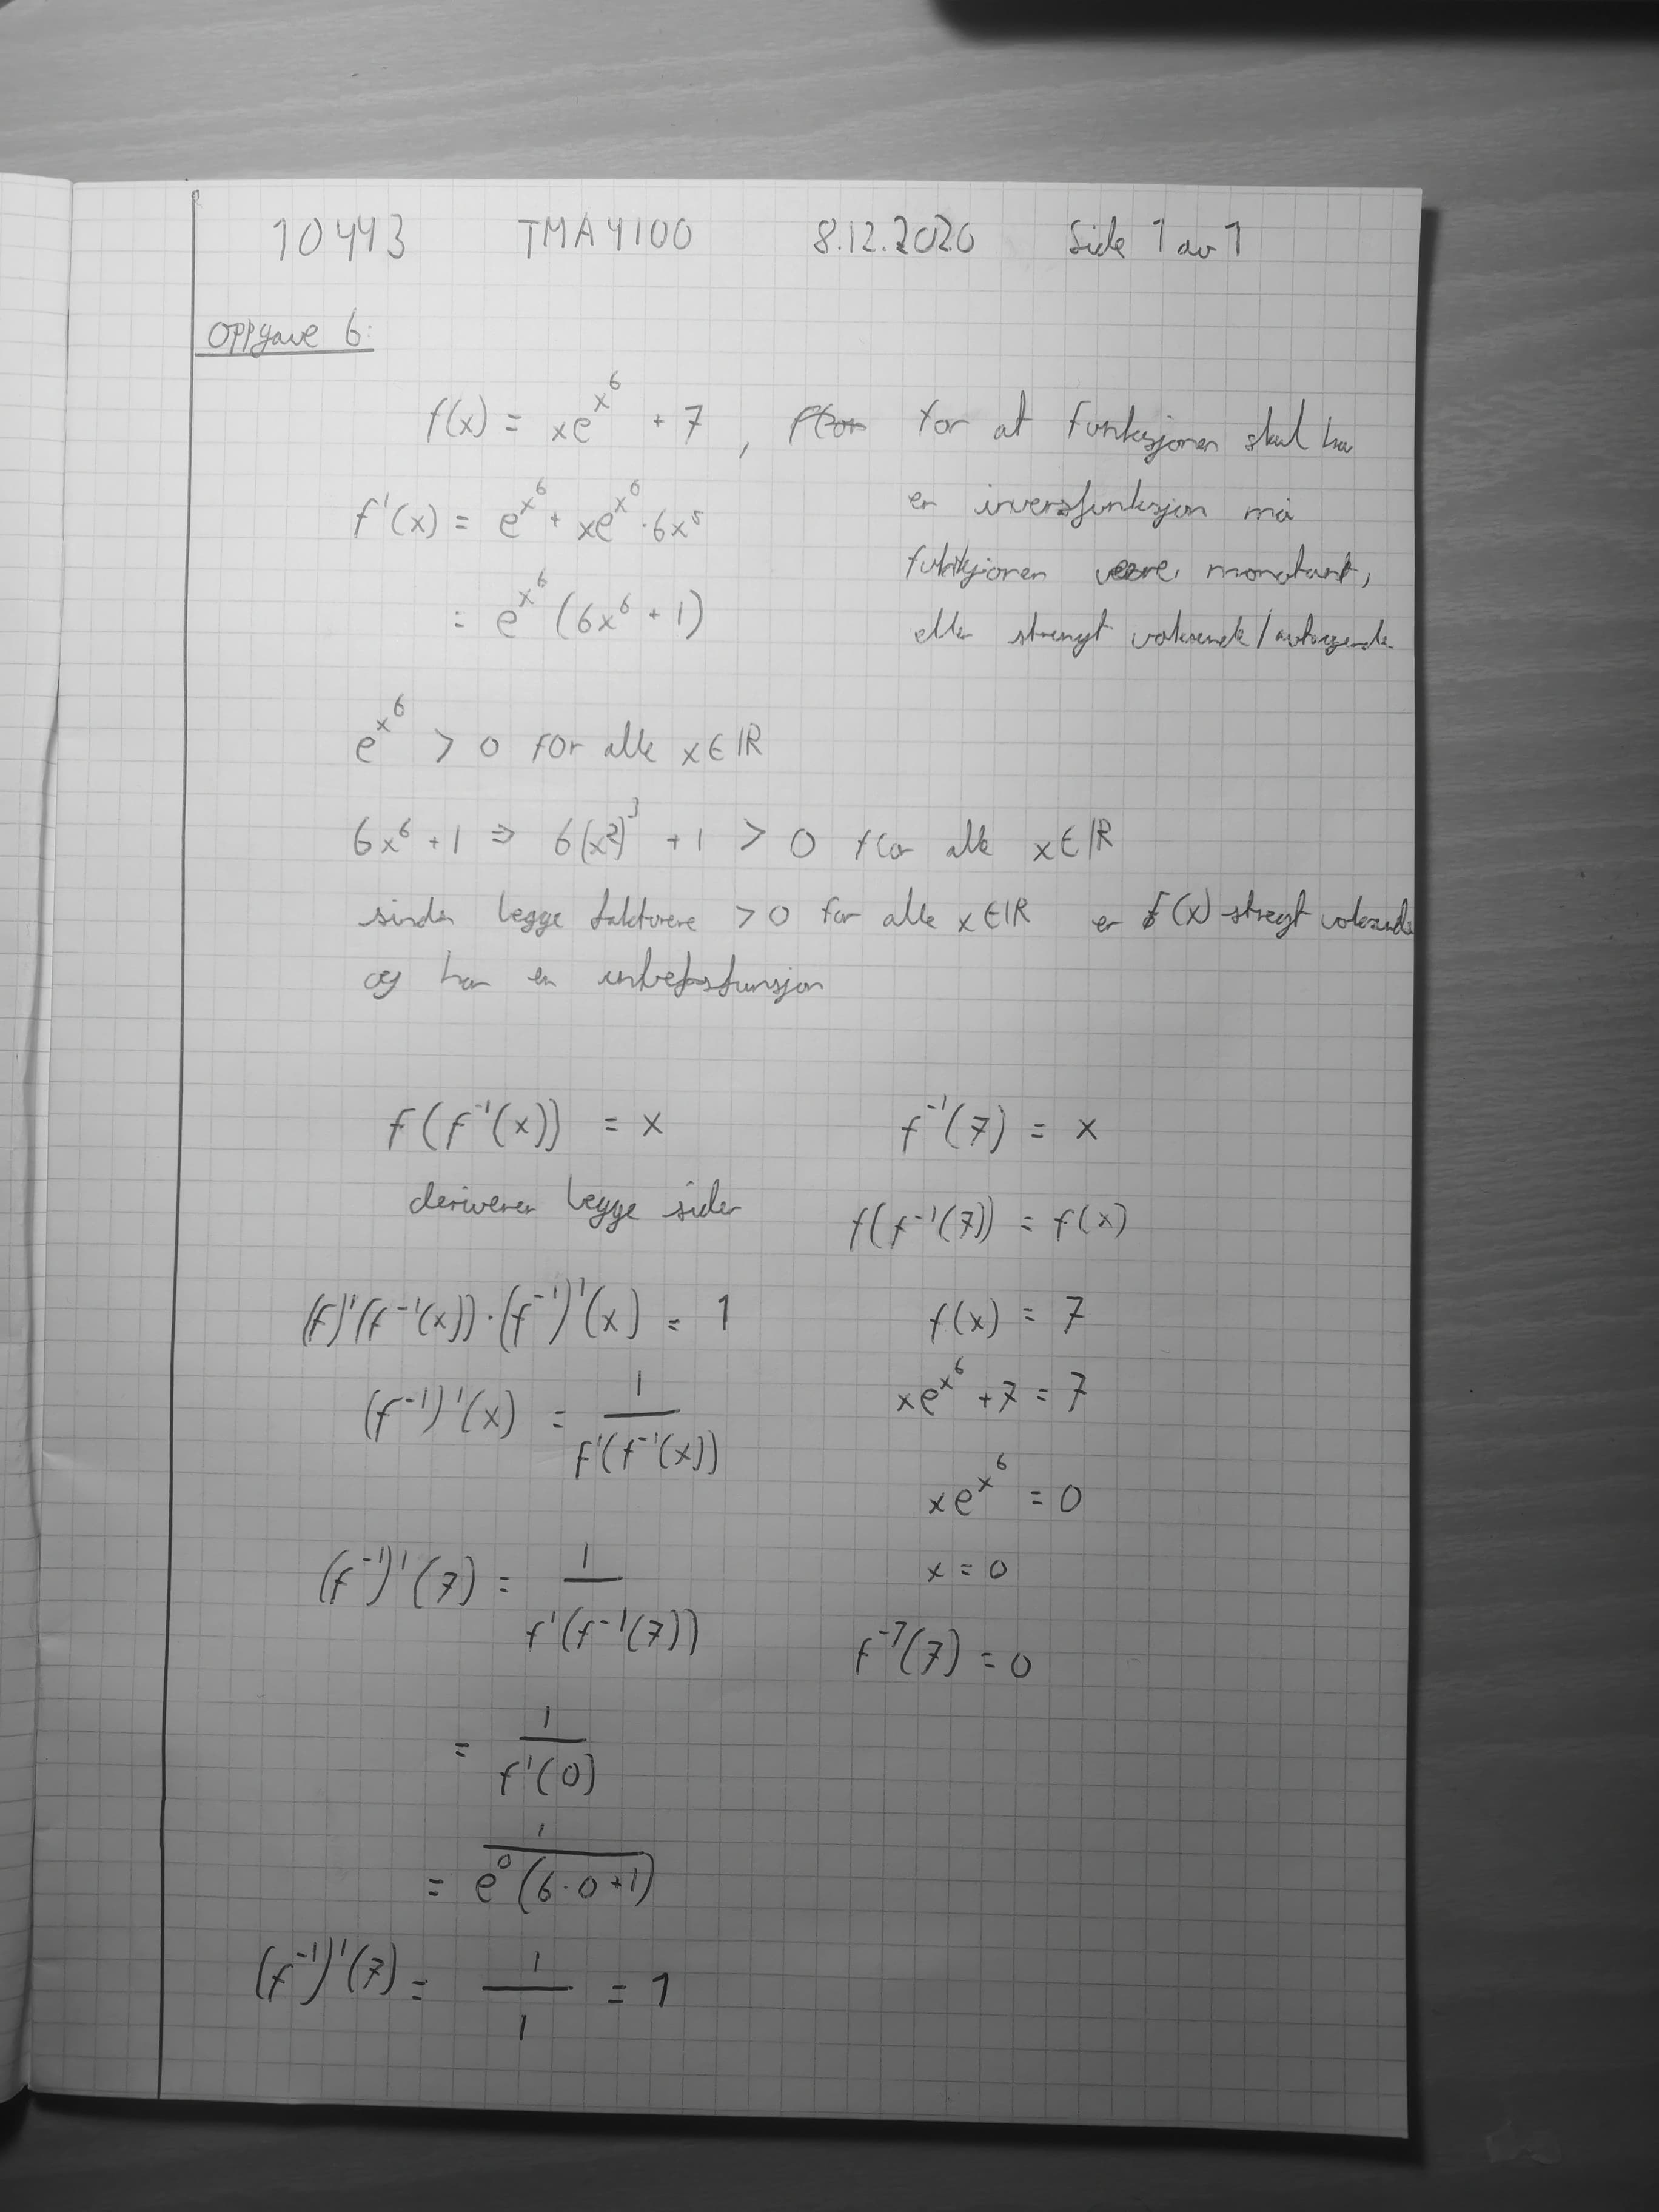 10443 TMA4100 8.12.2020 Side 1 av 1
Oppgave 6:
f(x) = xe^{x^6} + 7 , for at funksjonen skal ha
f'(x) = e^{x^6} + xe^{x^6} · 6x^5 en inversfunksjon må
funksjonen være monotont,
= e^{x^6} (6x^6 + 1) eller strengt voksende / avtagende
e^{x^6} > 0 for alle x ∈ ℝ
6x^6 + 1 ⇒ 6(x^2)^3 + 1 > 0 for alle x ∈ ℝ
siden begge faktorene > 0 for alle x ∈ ℝ er f(x) strengt voksende
og har en
f(f^{-1}(x)) = x
deriverer begge sider
(f)'(f^{-1}(x)) · (f^{-1})'(x) = 1
(f^{-1})'(x) = 1 / f'(f^{-1}(x))
(f^{-1})'(7) = 1 / f'(f^{-1}(7))
= 1 / f'(0)
= 1 / e^0 (6·0+1)
(f^{-1})'(7) = 1 / 1 = 1
f^{-1}(7) = x
f(f^{-1}(7)) = f(x)
f(x) = 7
xe^{x^6} + 7 = 7
xe^{x^6} = 0
x = 0
f^{-1}(7) = 0